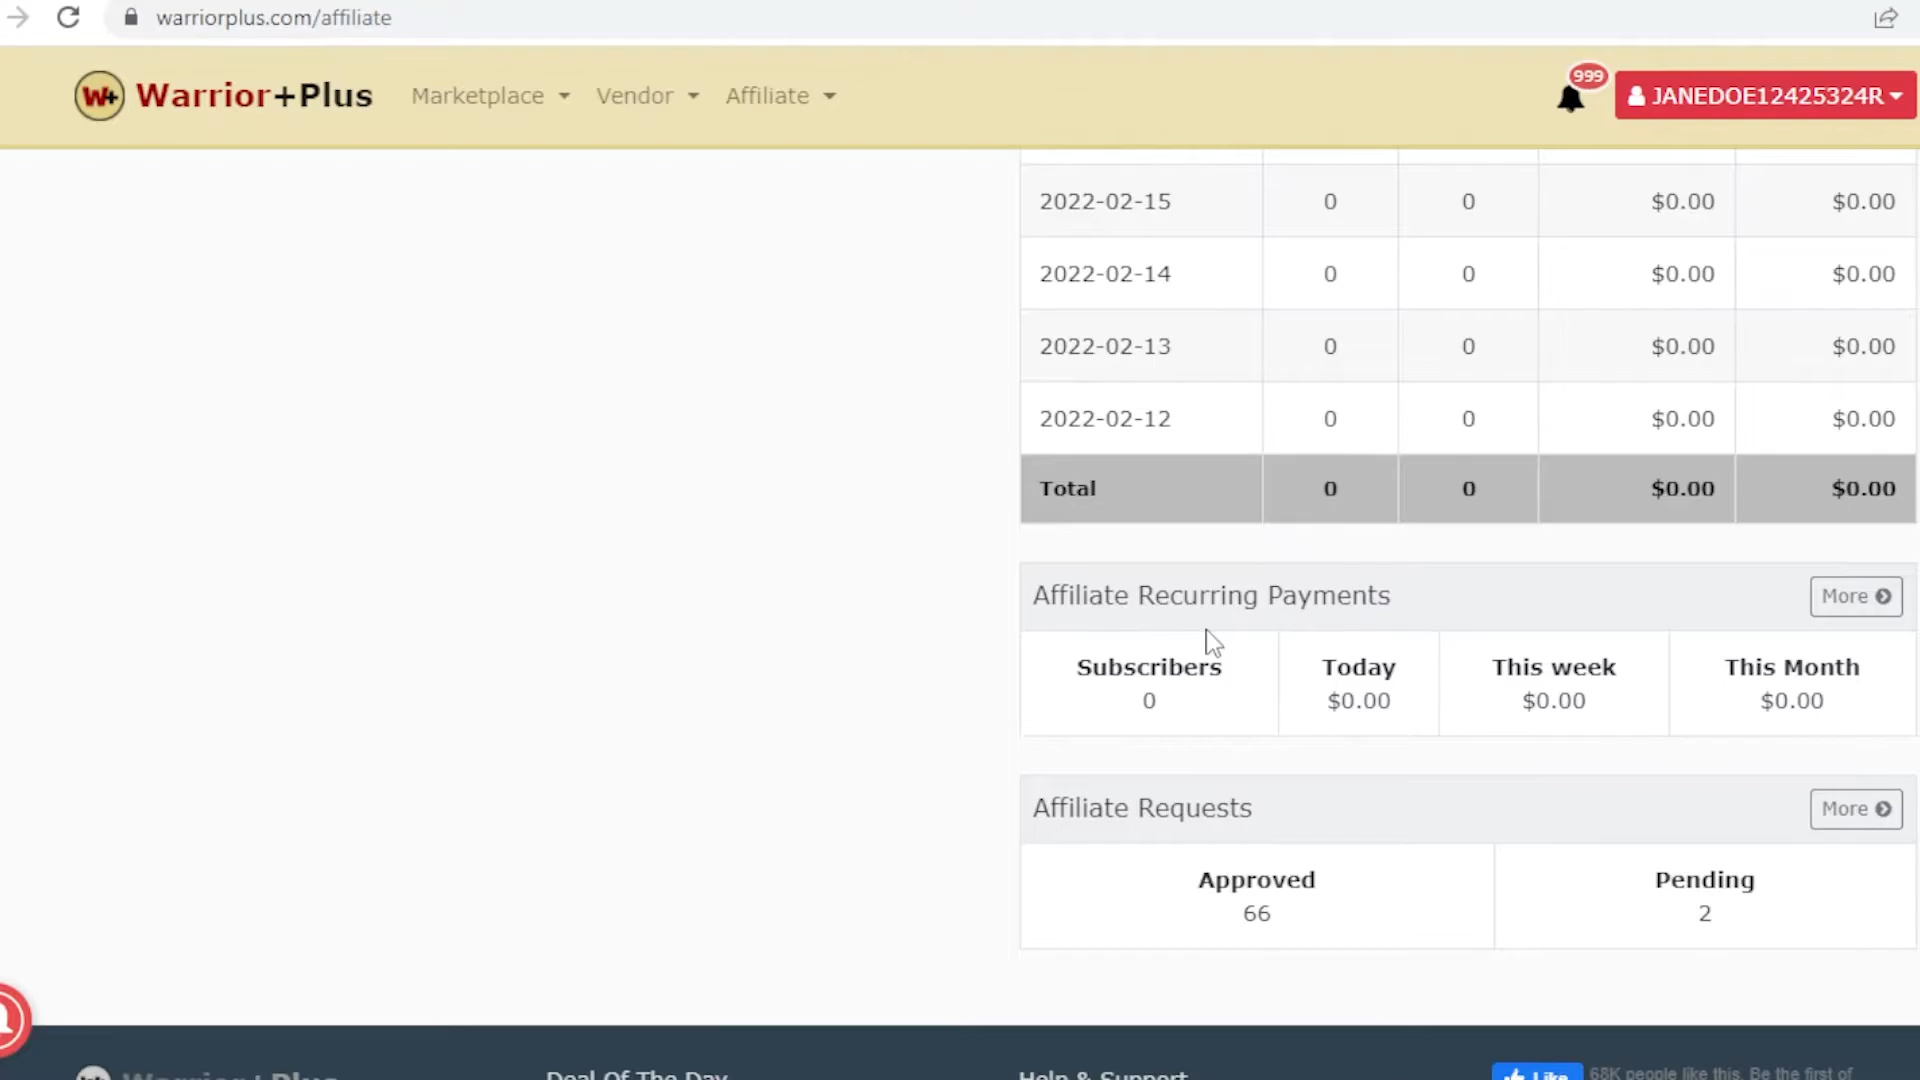 warriorplus.com/affiliate
W+ Warrior+Plus Marketplace Vendor Affiliate 999 JANEDOE12425324R
2022-02-15 0 0 $0.00 $0.00
2022-02-14 0 0 $0.00 $0.00
2022-02-13 0 0 $0.00 $0.00
2022-02-12 0 0 $0.00 $0.00
Total 0 0 $0.00 $0.00
Affiliate Recurring Payments More
Subscribers Today This week This Month
0 $0.00 $0.00 $0.00
Affiliate Requests More
Approved Pending
66 2
Warrior+Plus Deal Of The Day Help & Support Like 68K people like this. Be the first of